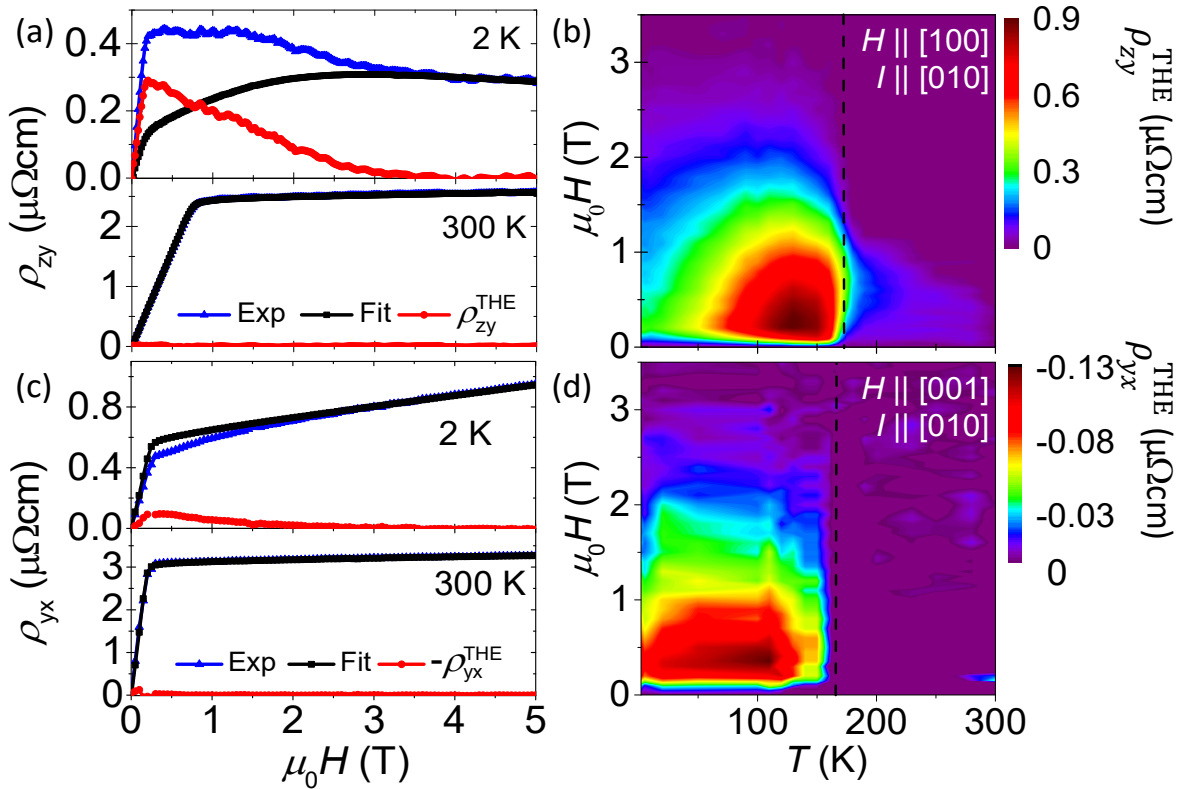 (a)
2 K
0.4
0.2
0.0
300 K
2
1
0
Exp Fit ρzyTHE
ρzy (μΩcm)
(b)
H || [100]
I || [010]
3
2
1
0
μ0H (T)
0.9
0.6
0.3
0
ρzyTHE (μΩcm)
(c)
2 K
0.8
0.4
0.0
300 K
3
2
1
0
Exp Fit -ρyxTHE
ρyx (μΩcm)
0 1 2 3 4 5
μ0H (T)
(d)
H || [001]
I || [010]
3
2
1
0
μ0H (T)
100 200 300
T (K)
-0.13
-0.08
-0.03
0
ρyxTHE (μΩcm)